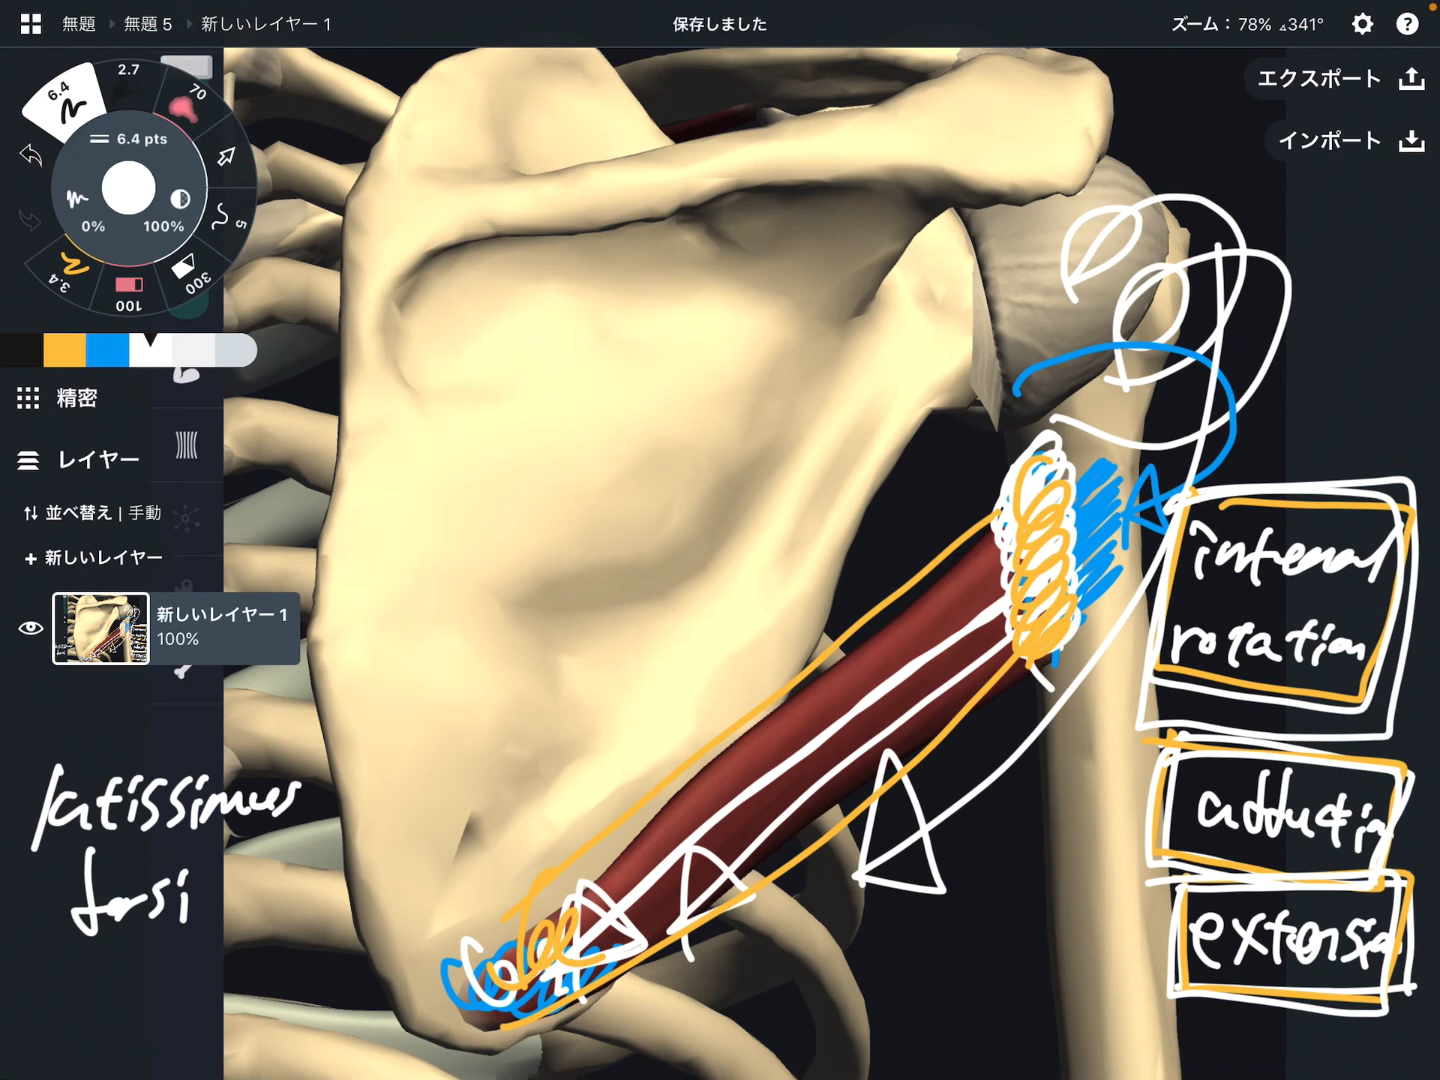 無題 無題 5 新しいレイヤー 1
保存しました
ズーム： 78% ⊿341°
エクスポート
インポート
6.4
2.7
70
6.4 pts
0%
100%
5
3.4
100
300
精密
レイヤー
並べ替え | 手動
+ 新しいレイヤー
新しいレイヤー 1
100%
latissimus
dorsi
internal
rotation
adduction
extension